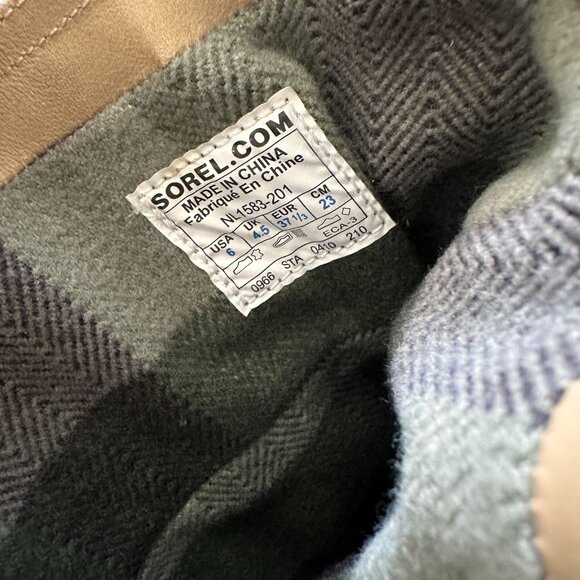 SOREL.COM
MADE IN CHINA
Fabriqué En Chine
NL1583-201
USA UK EUR CM
6 4.5 37 1/3 23
ECA-3
0966 STA 0410 210